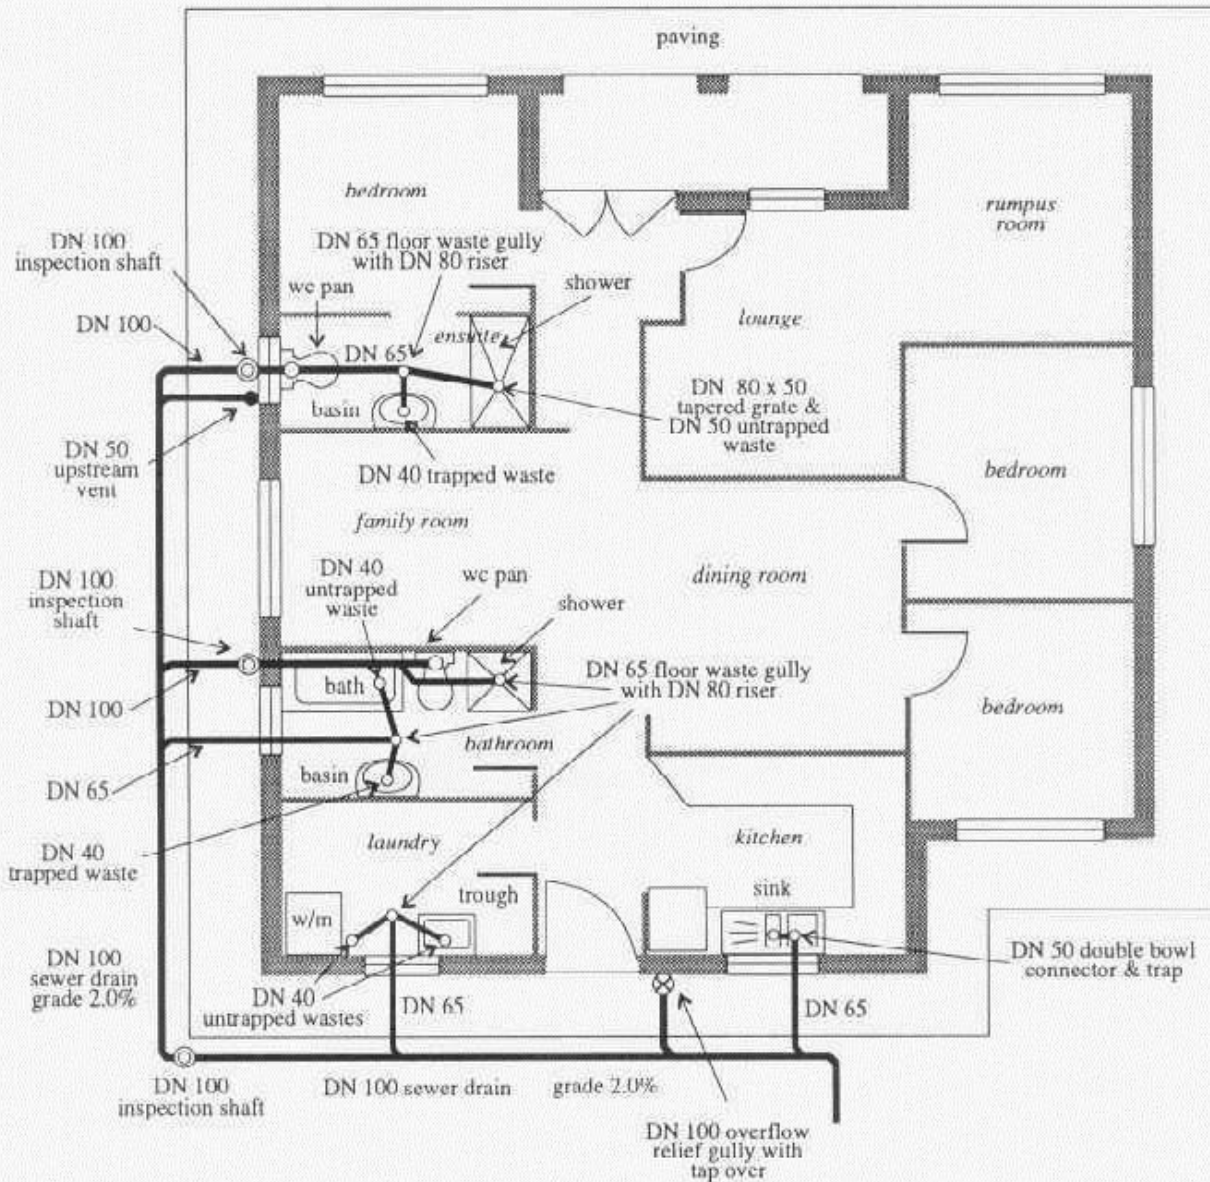 paving
bedroom
rumpus
room
DN 100
inspection shaft
DN 65 floor waste gully
with DN 80 riser
wc pan
shower
DN 100
lounge
ensuite
DN 65
basin
DN 80 x 50
tapered grate &
DN 50 untrapped
waste
DN 50
upstream
vent
DN 40 trapped waste
bedroom
family room
DN 40
untrapped
waste
wc pan
dining room
DN 100
inspection
shaft
shower
DN 65 floor waste gully
with DN 80 riser
bath
DN 100
bedroom
bathroom
DN 65
basin
laundry
kitchen
DN 40
trapped waste
trough
sink
w/m
DN 100
sewer drain
grade 2.0%
DN 50 double bowl
connector & trap
DN 40
untrapped wastes
DN 65
DN 65
DN 100
inspection shaft
DN 100 sewer drain
grade 2.0%
DN 100 overflow
relief gully with
tap over